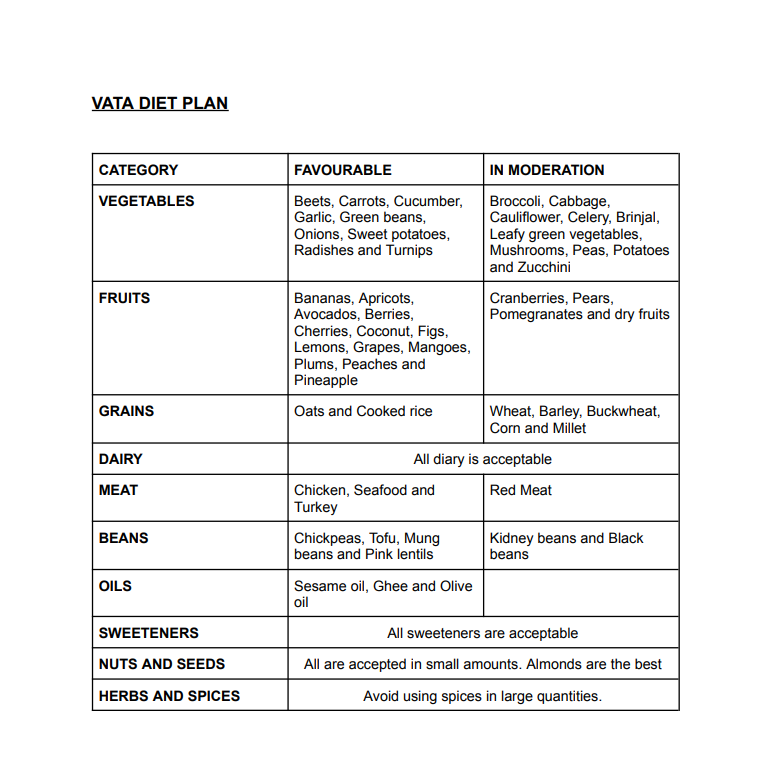 VATA DIET PLAN
CATEGORY FAVOURABLE IN MODERATION
VEGETABLES
Beets, Carrots, Cucumber,
Garlic, Green beans,
Onions, Sweet potatoes,
Radishes and Turnips
Broccoli, Cabbage,
Cauliflower, Celery, Brinjal,
Leafy green vegetables,
Mushrooms, Peas, Potatoes
and Zucchini
FRUITS
Bananas, Apricots,
Avocados, Berries,
Cherries, Coconut, Figs,
Lemons, Grapes, Mangoes,
Plums, Peaches and
Pineapple
Cranberries, Pears,
Pomegranates and dry fruits
GRAINS
Oats and Cooked rice
Wheat, Barley, Buckwheat,
Corn and Millet
DAIRY
All diary is acceptable
MEAT
Chicken, Seafood and
Turkey
Red Meat
BEANS
Chickpeas, Tofu, Mung
beans and Pink lentils
Kidney beans and Black
beans
OILS
Sesame oil, Ghee and Olive
oil
SWEETENERS
All sweeteners are acceptable
NUTS AND SEEDS
All are accepted in small amounts. Almonds are the best
HERBS AND SPICES
Avoid using spices in large quantities.